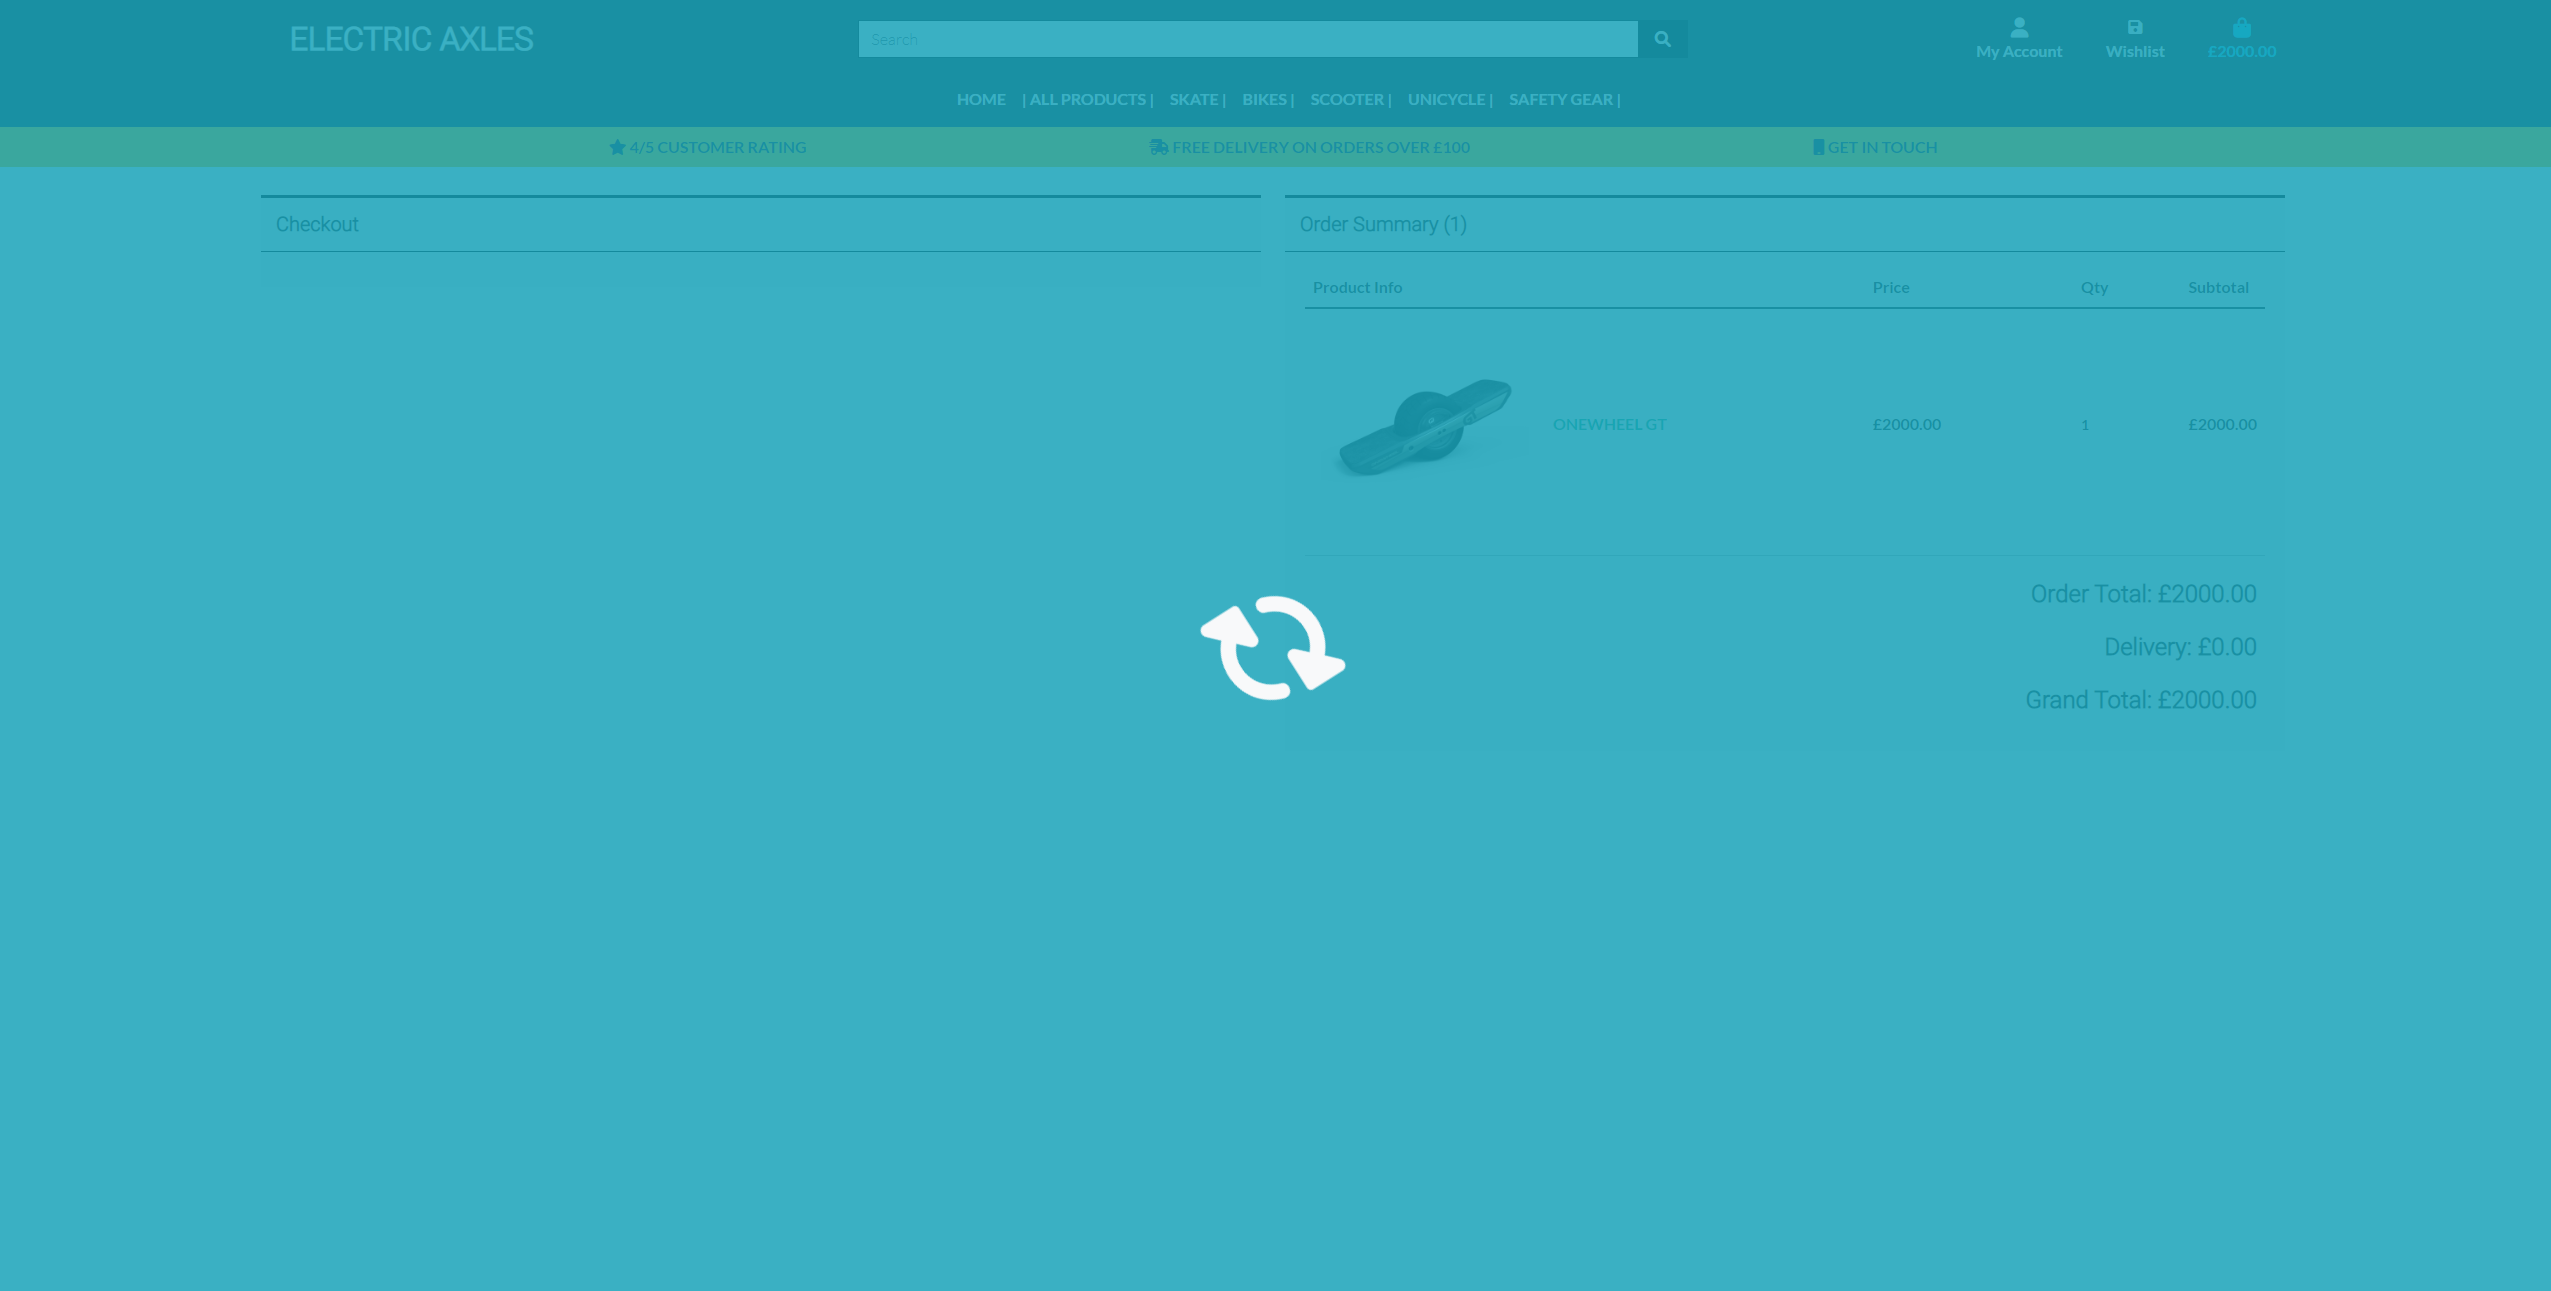 ELECTRIC AXLES
Search
My Account
Wishlist
£2000.00
HOME | ALL PRODUCTS | SKATE | BIKES | SCOOTER | UNICYCLE | SAFETY GEAR |
4/5 CUSTOMER RATING
FREE DELIVERY ON ORDERS OVER £100
GET IN TOUCH
Checkout
Order Summary (1)
Product Info Price Qty Subtotal
ONEWHEEL GT £2000.00 1 £2000.00
Order Total: £2000.00
Delivery: £0.00
Grand Total: £2000.00